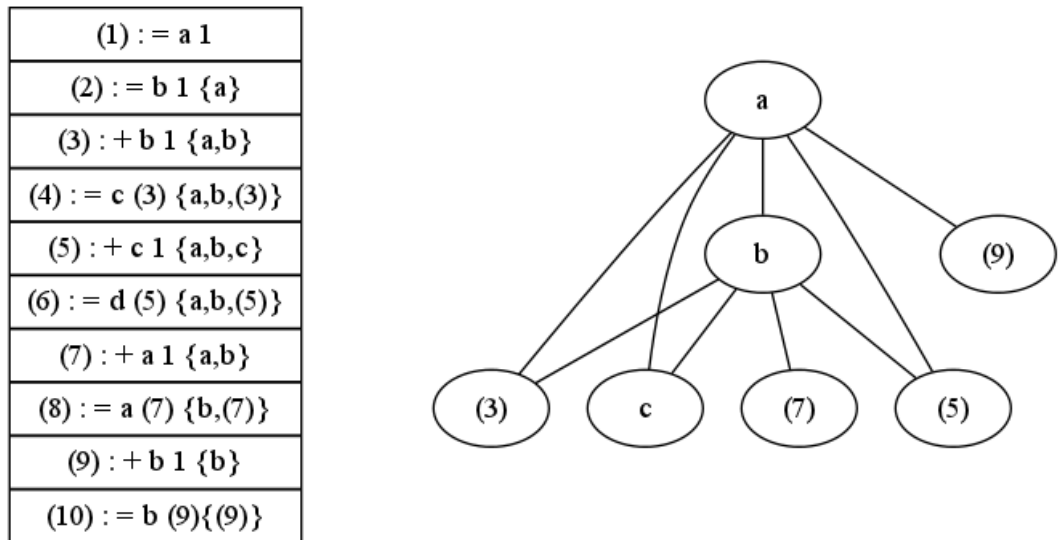 (1) : = a 1
(2) : = b 1 {a}
(3) : + b 1 {a,b}
(4) : = c (3) {a,b,(3)}
(5) : + c 1 {a,b,c}
(6) : = d (5) {a,b,(5)}
(7) : + a 1 {a,b}
(8) : = a (7) {b,(7)}
(9) : + b 1 {b}
(10) : = b (9){(9)}
a
b
(9)
(3)
c
(7)
(5)